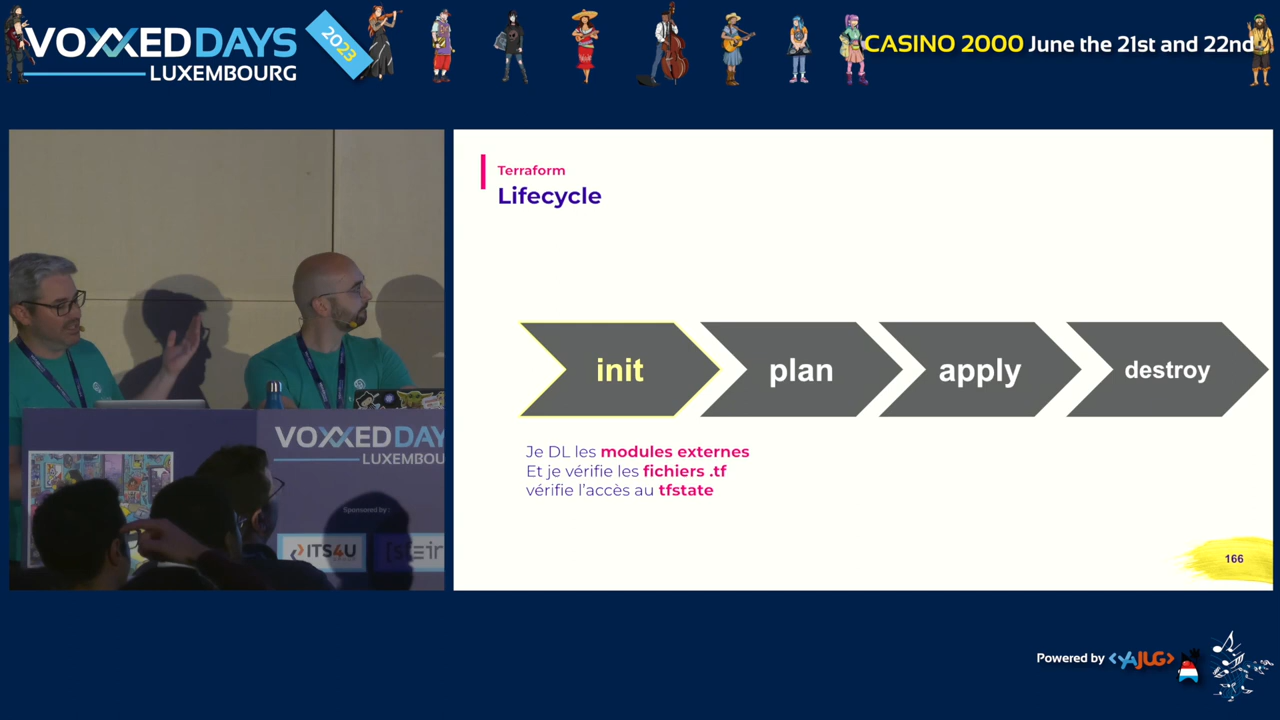 VOXXED DAYS
LUXEMBOURG
2023
CASINO 2000 June the 21st and 22nd
Terraform
Lifecycle
init
plan
apply
destroy
Je DL les modules externes
Et je vérifie les fichiers .tf
vérifie l'accès au tfstate
166
VOXXED DAY
LUXEMBOU
Sponsored by :
ITS4U
Powered by <YAJUG>